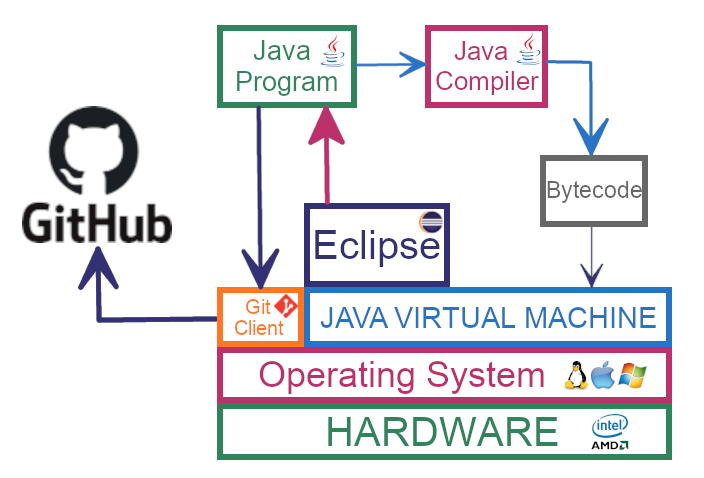 Java
Program
Java
Compiler
GitHub
Bytecode
Eclipse
Git
Client
JAVA VIRTUAL MACHINE
Operating System
HARDWARE
intel
AMD